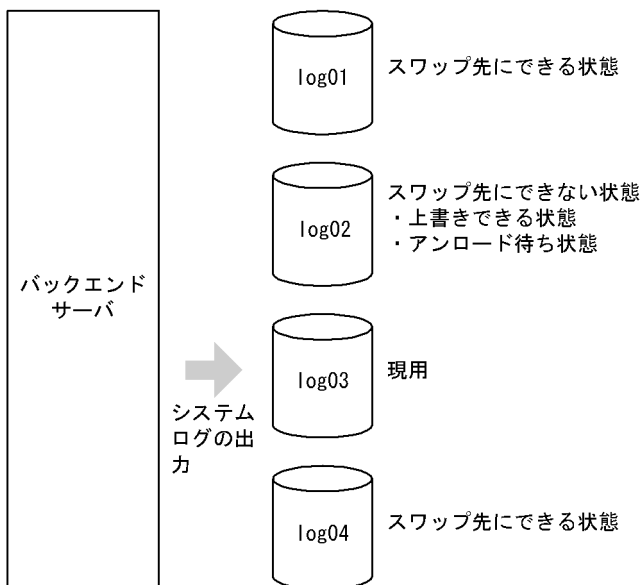 log01
スワップ先にできる状態
log02
スワップ先にできない状態
・上書きできる状態
・アンロード待ち状態
バックエンド
サーバ
log03
現用
システム
ログの出
力
log04
スワップ先にできる状態